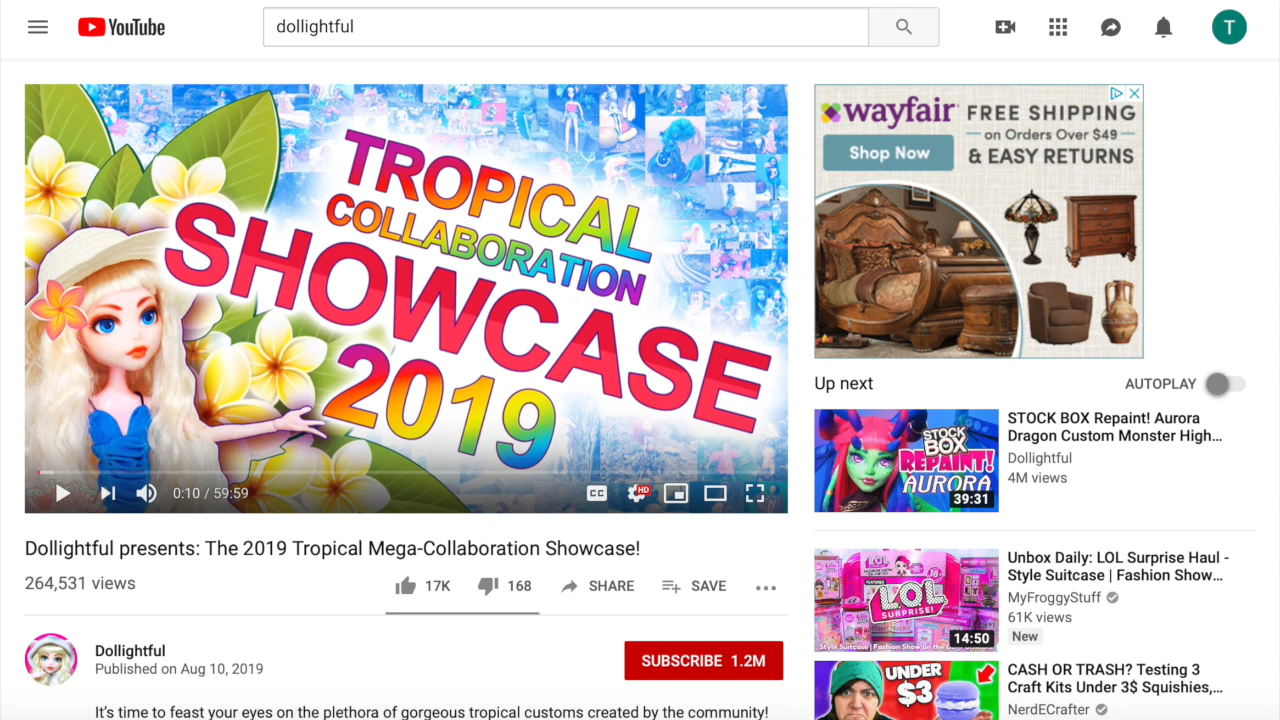 YouTube
dollightful
T
TROPICAL
COLLABORATION
SHOWCASE
2019
0:10 / 59:59
CC
HD
Dollightful presents: The 2019 Tropical Mega-Collaboration Showcase!
264,531 views
17K
168
SHARE
SAVE
Dollightful
Published on Aug 10, 2019
SUBSCRIBE 1.2M
It's time to feast your eyes on the plethora of gorgeous tropical customs created by the community!
wayfair
Shop Now
FREE SHIPPING
on Orders Over $49
& EASY RETURNS
Up next
AUTOPLAY
STOCK
BOX
REPAINT!
AURORA
39:31
STOCK BOX Repaint! Aurora
Dragon Custom Monster High...
Dollightful
4M views
LOL
SURPRISE!
14:50
Unbox Daily: LOL Surprise Haul -
Style Suitcase | Fashion Show...
MyFroggyStuff
61K views
New
UNDER
$3
CASH OR TRASH? Testing 3
Craft Kits Under 3$ Squishies,...
NerdECrafter